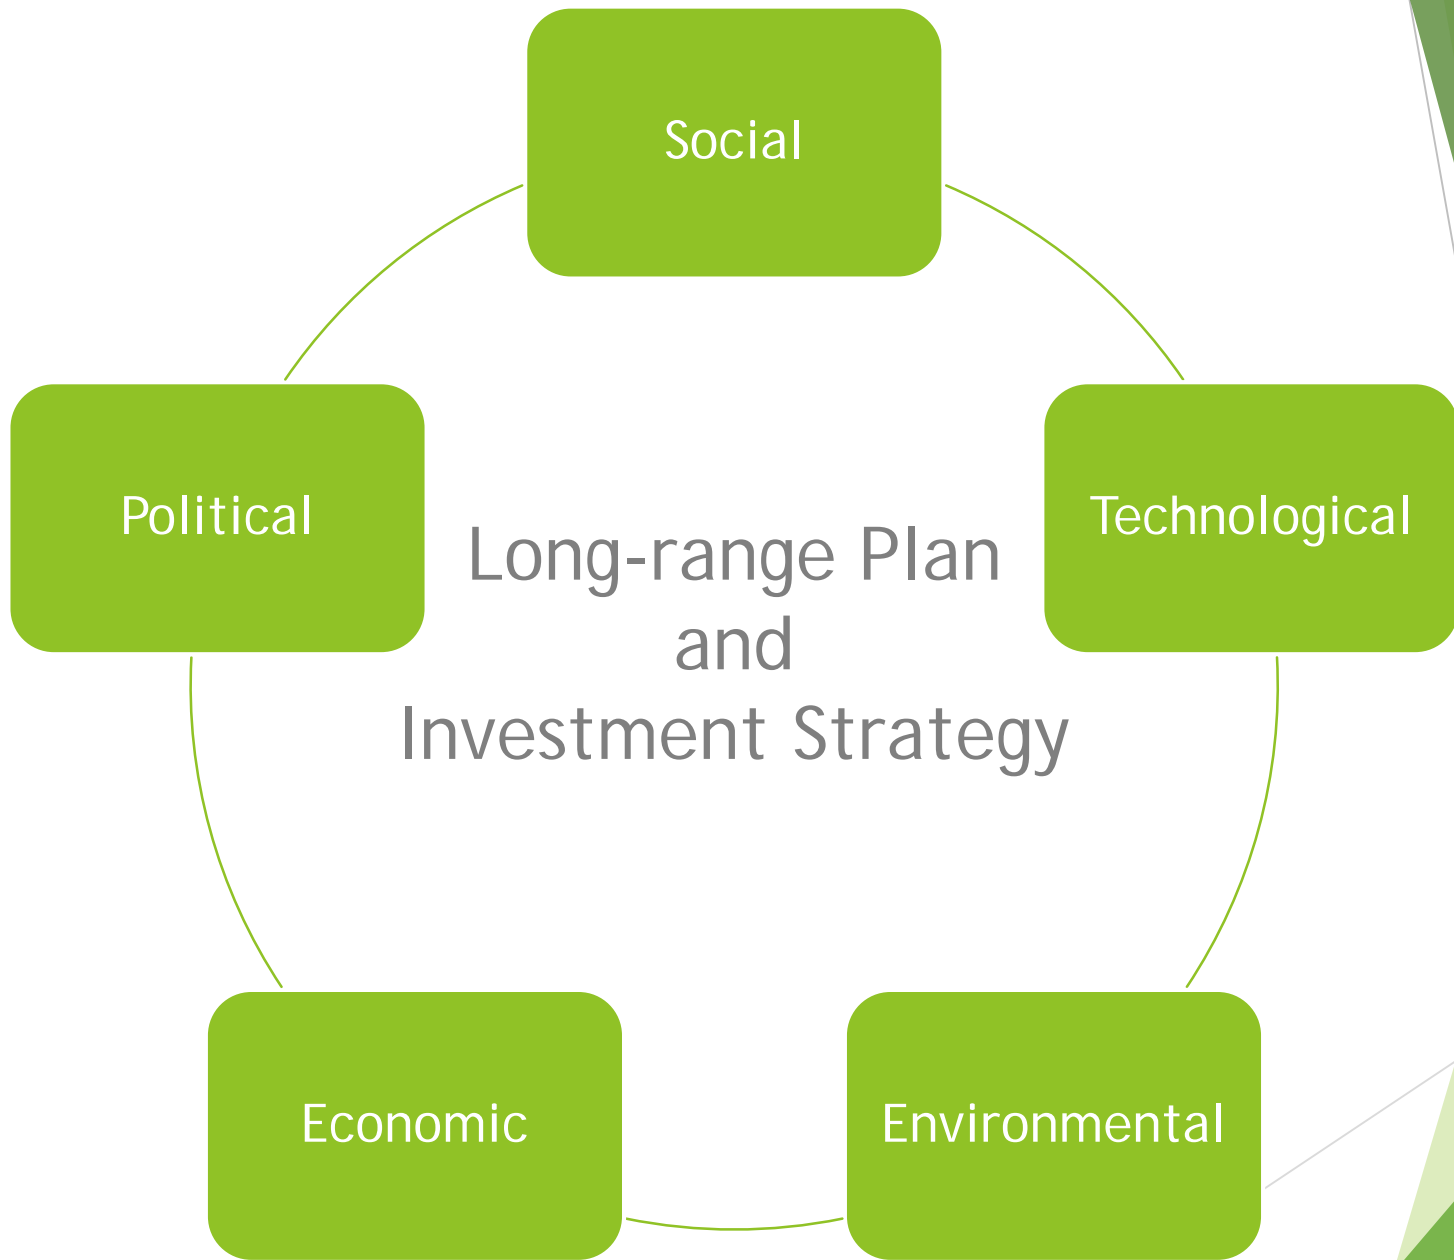 Social
Political
Technological
Long-range Plan
and
Investment Strategy
Economic
Environmental